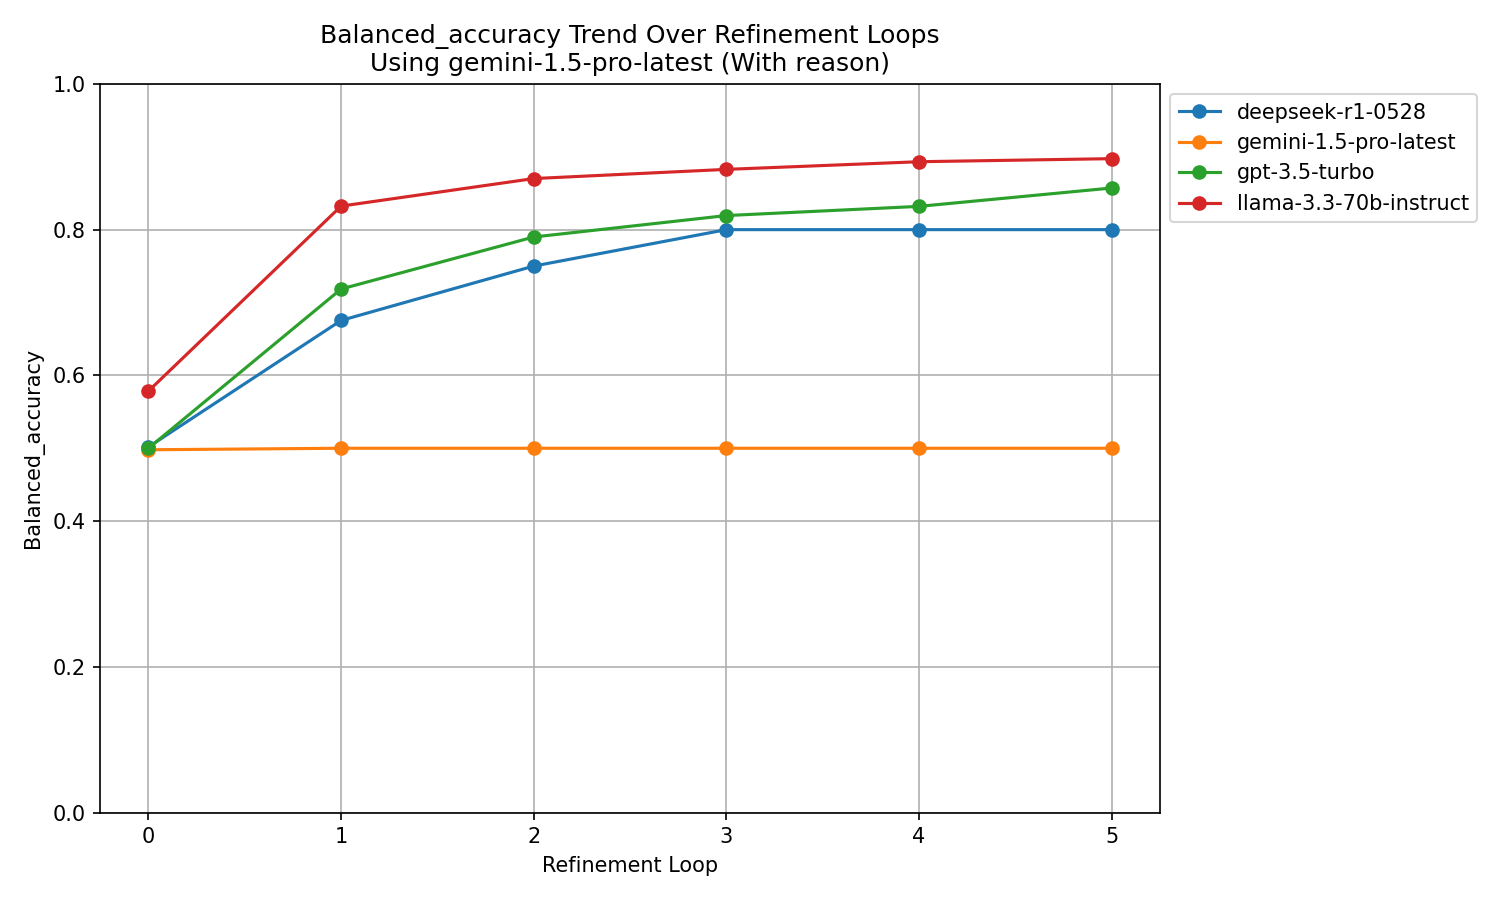 Balanced_accuracy Trend Over Refinement Loops
Using gemini-1.5-pro-latest (With reason)
1.0
0.8
0.6
0.4
0.2
0.0
Balanced_accuracy
0 1 2 3 4 5
Refinement Loop
deepseek-r1-0528
gemini-1.5-pro-latest
gpt-3.5-turbo
llama-3.3-70b-instruct